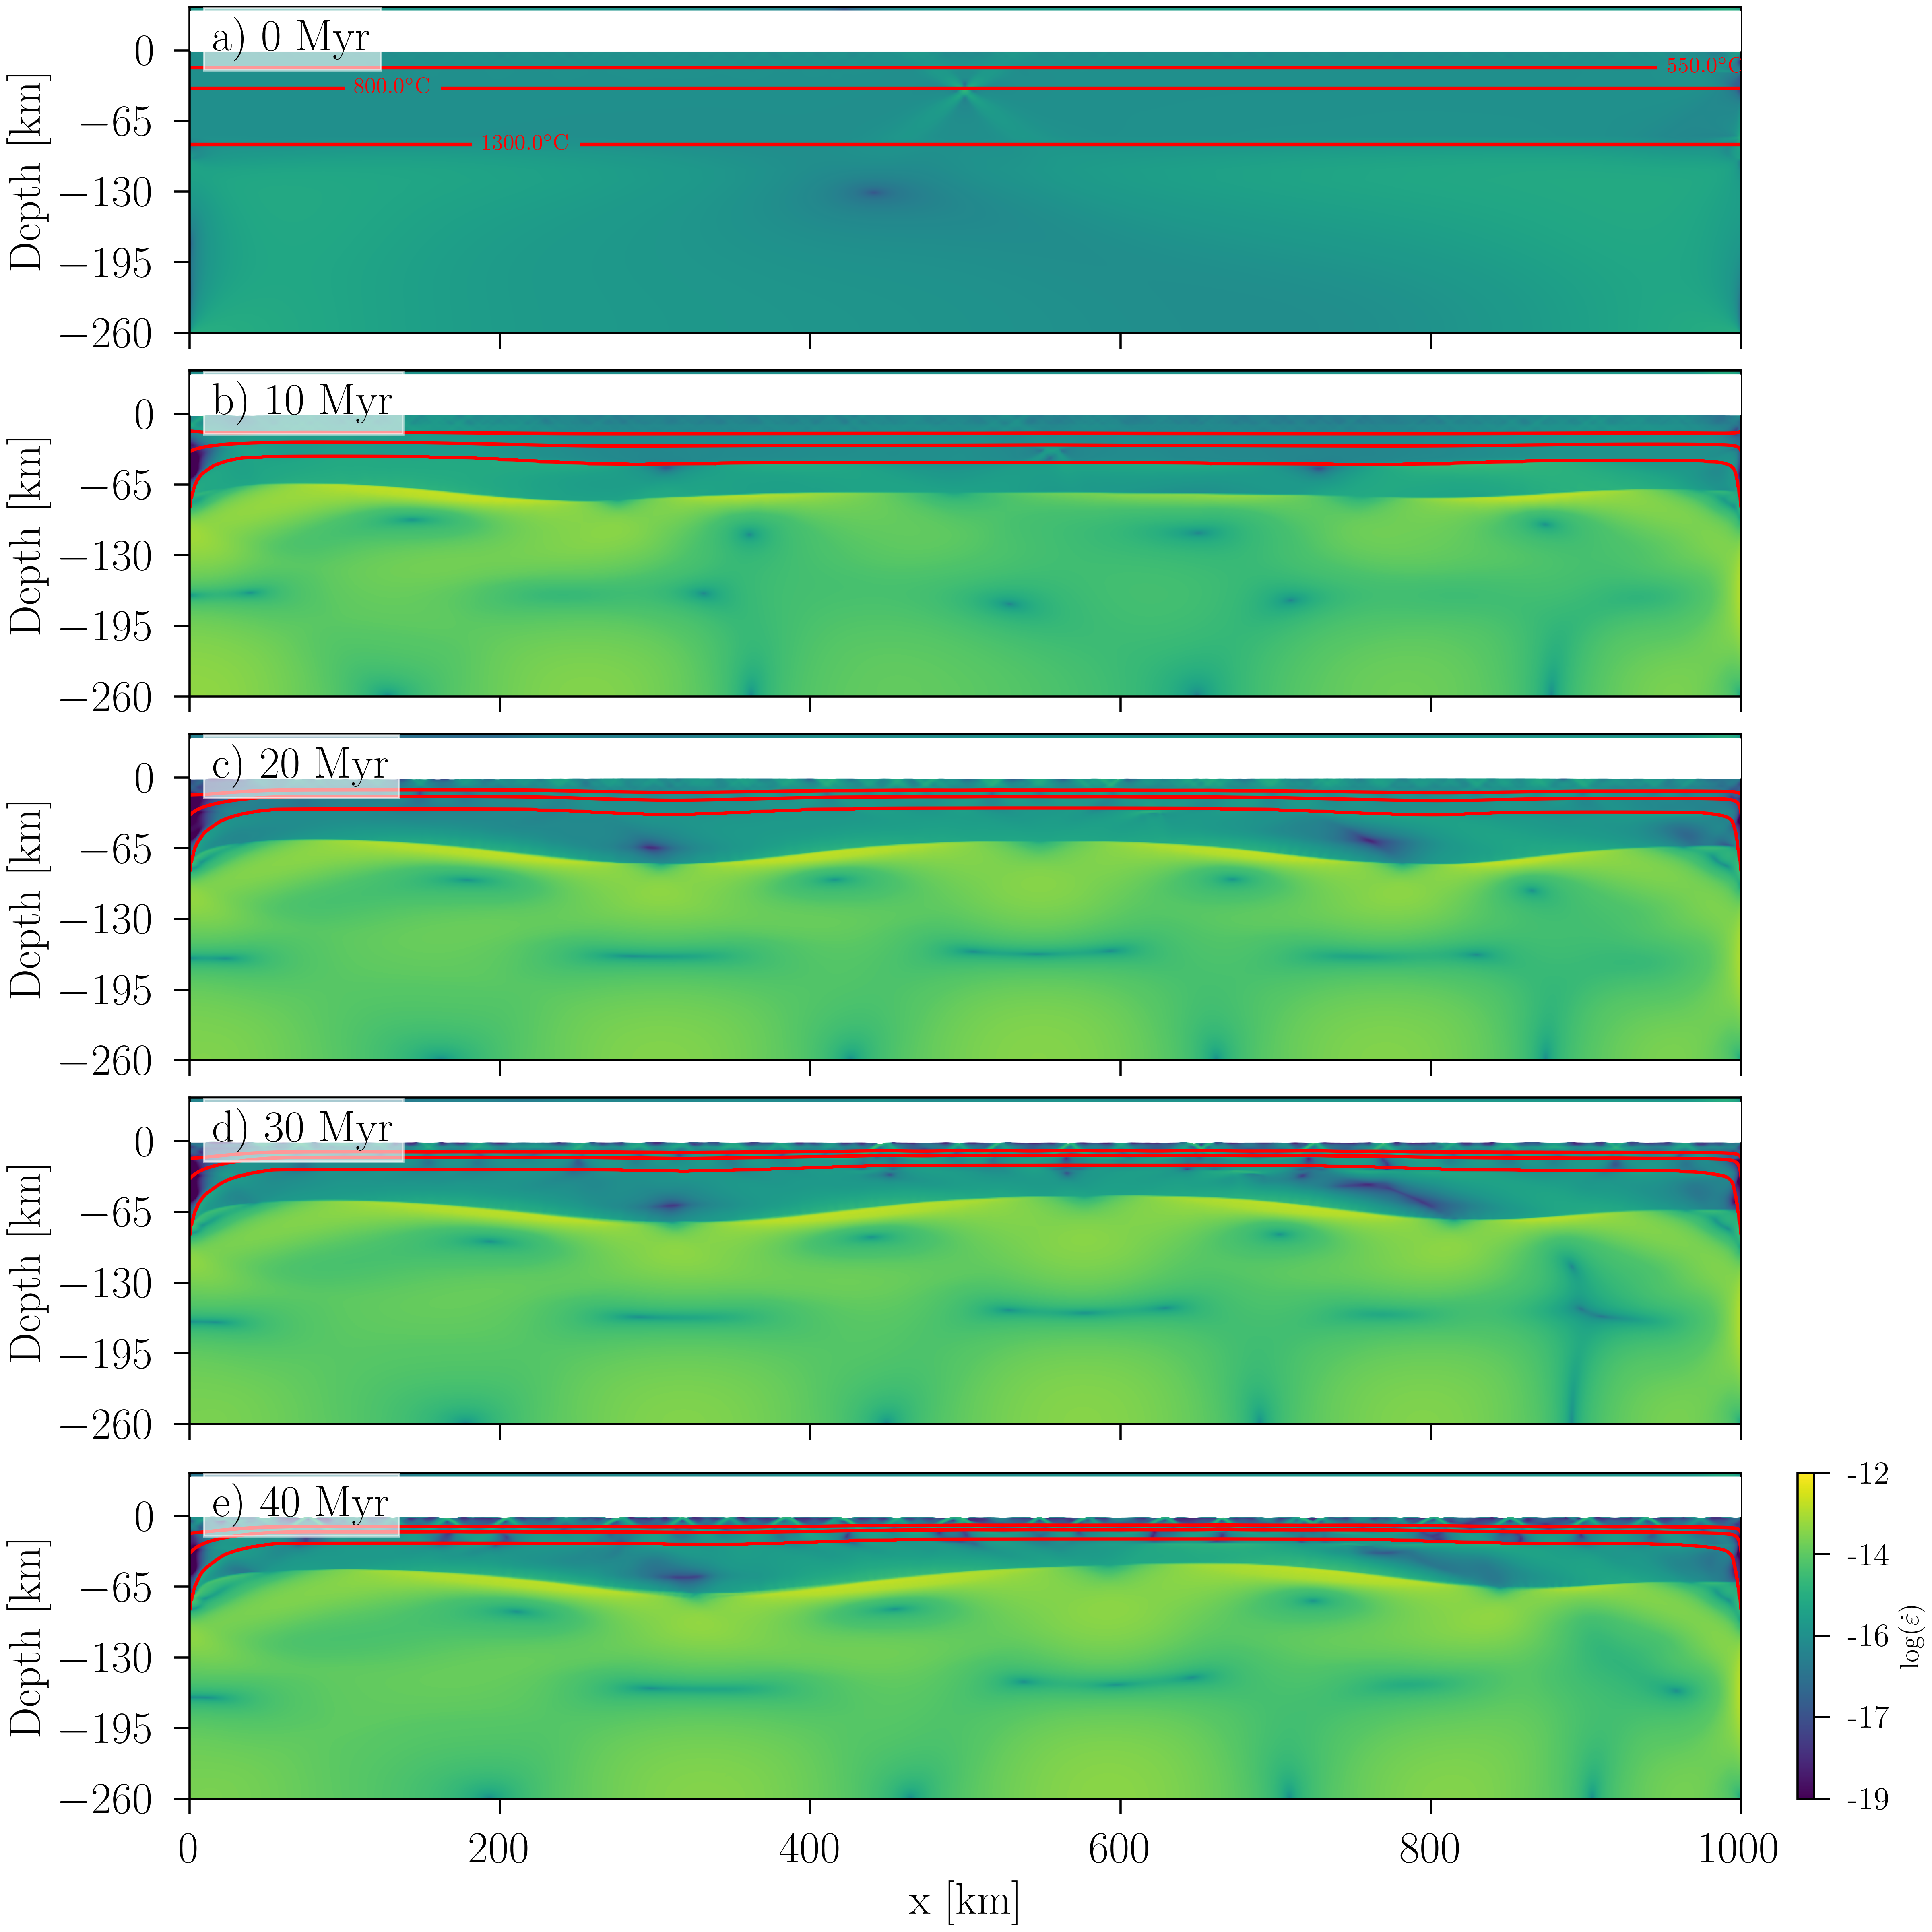 a) 0 Myr
0
−65
−130
−195
−260
Depth [km]
550.0°C
800.0°C
1300.0°C
b) 10 Myr
0
−65
−130
−195
−260
Depth [km]
c) 20 Myr
0
−65
−130
−195
−260
Depth [km]
d) 30 Myr
0
−65
−130
−195
−260
Depth [km]
e) 40 Myr
0
−65
−130
−195
−260
Depth [km]
0 200 400 600 800 1000
x [km]
-12
-14
-16
-17
-19
log(ε̇)